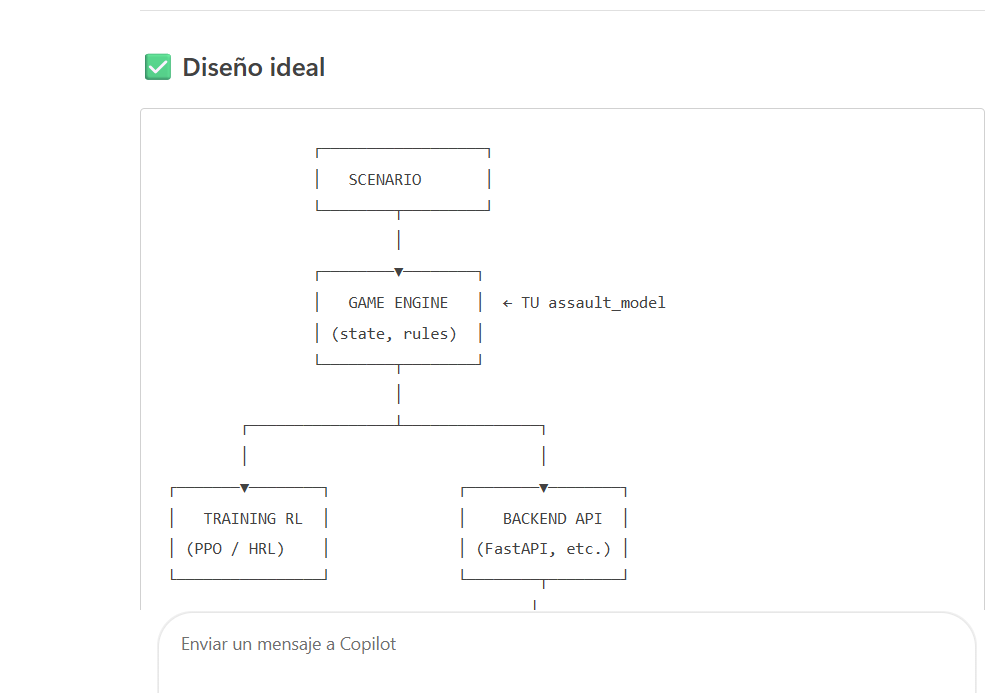 ✅ Diseño ideal
SCENARIO
GAME ENGINE ← TU assault_model
(state, rules)
TRAINING RL BACKEND API
(PPO / HRL) (FastAPI, etc.)
Enviar un mensaje a Copilot